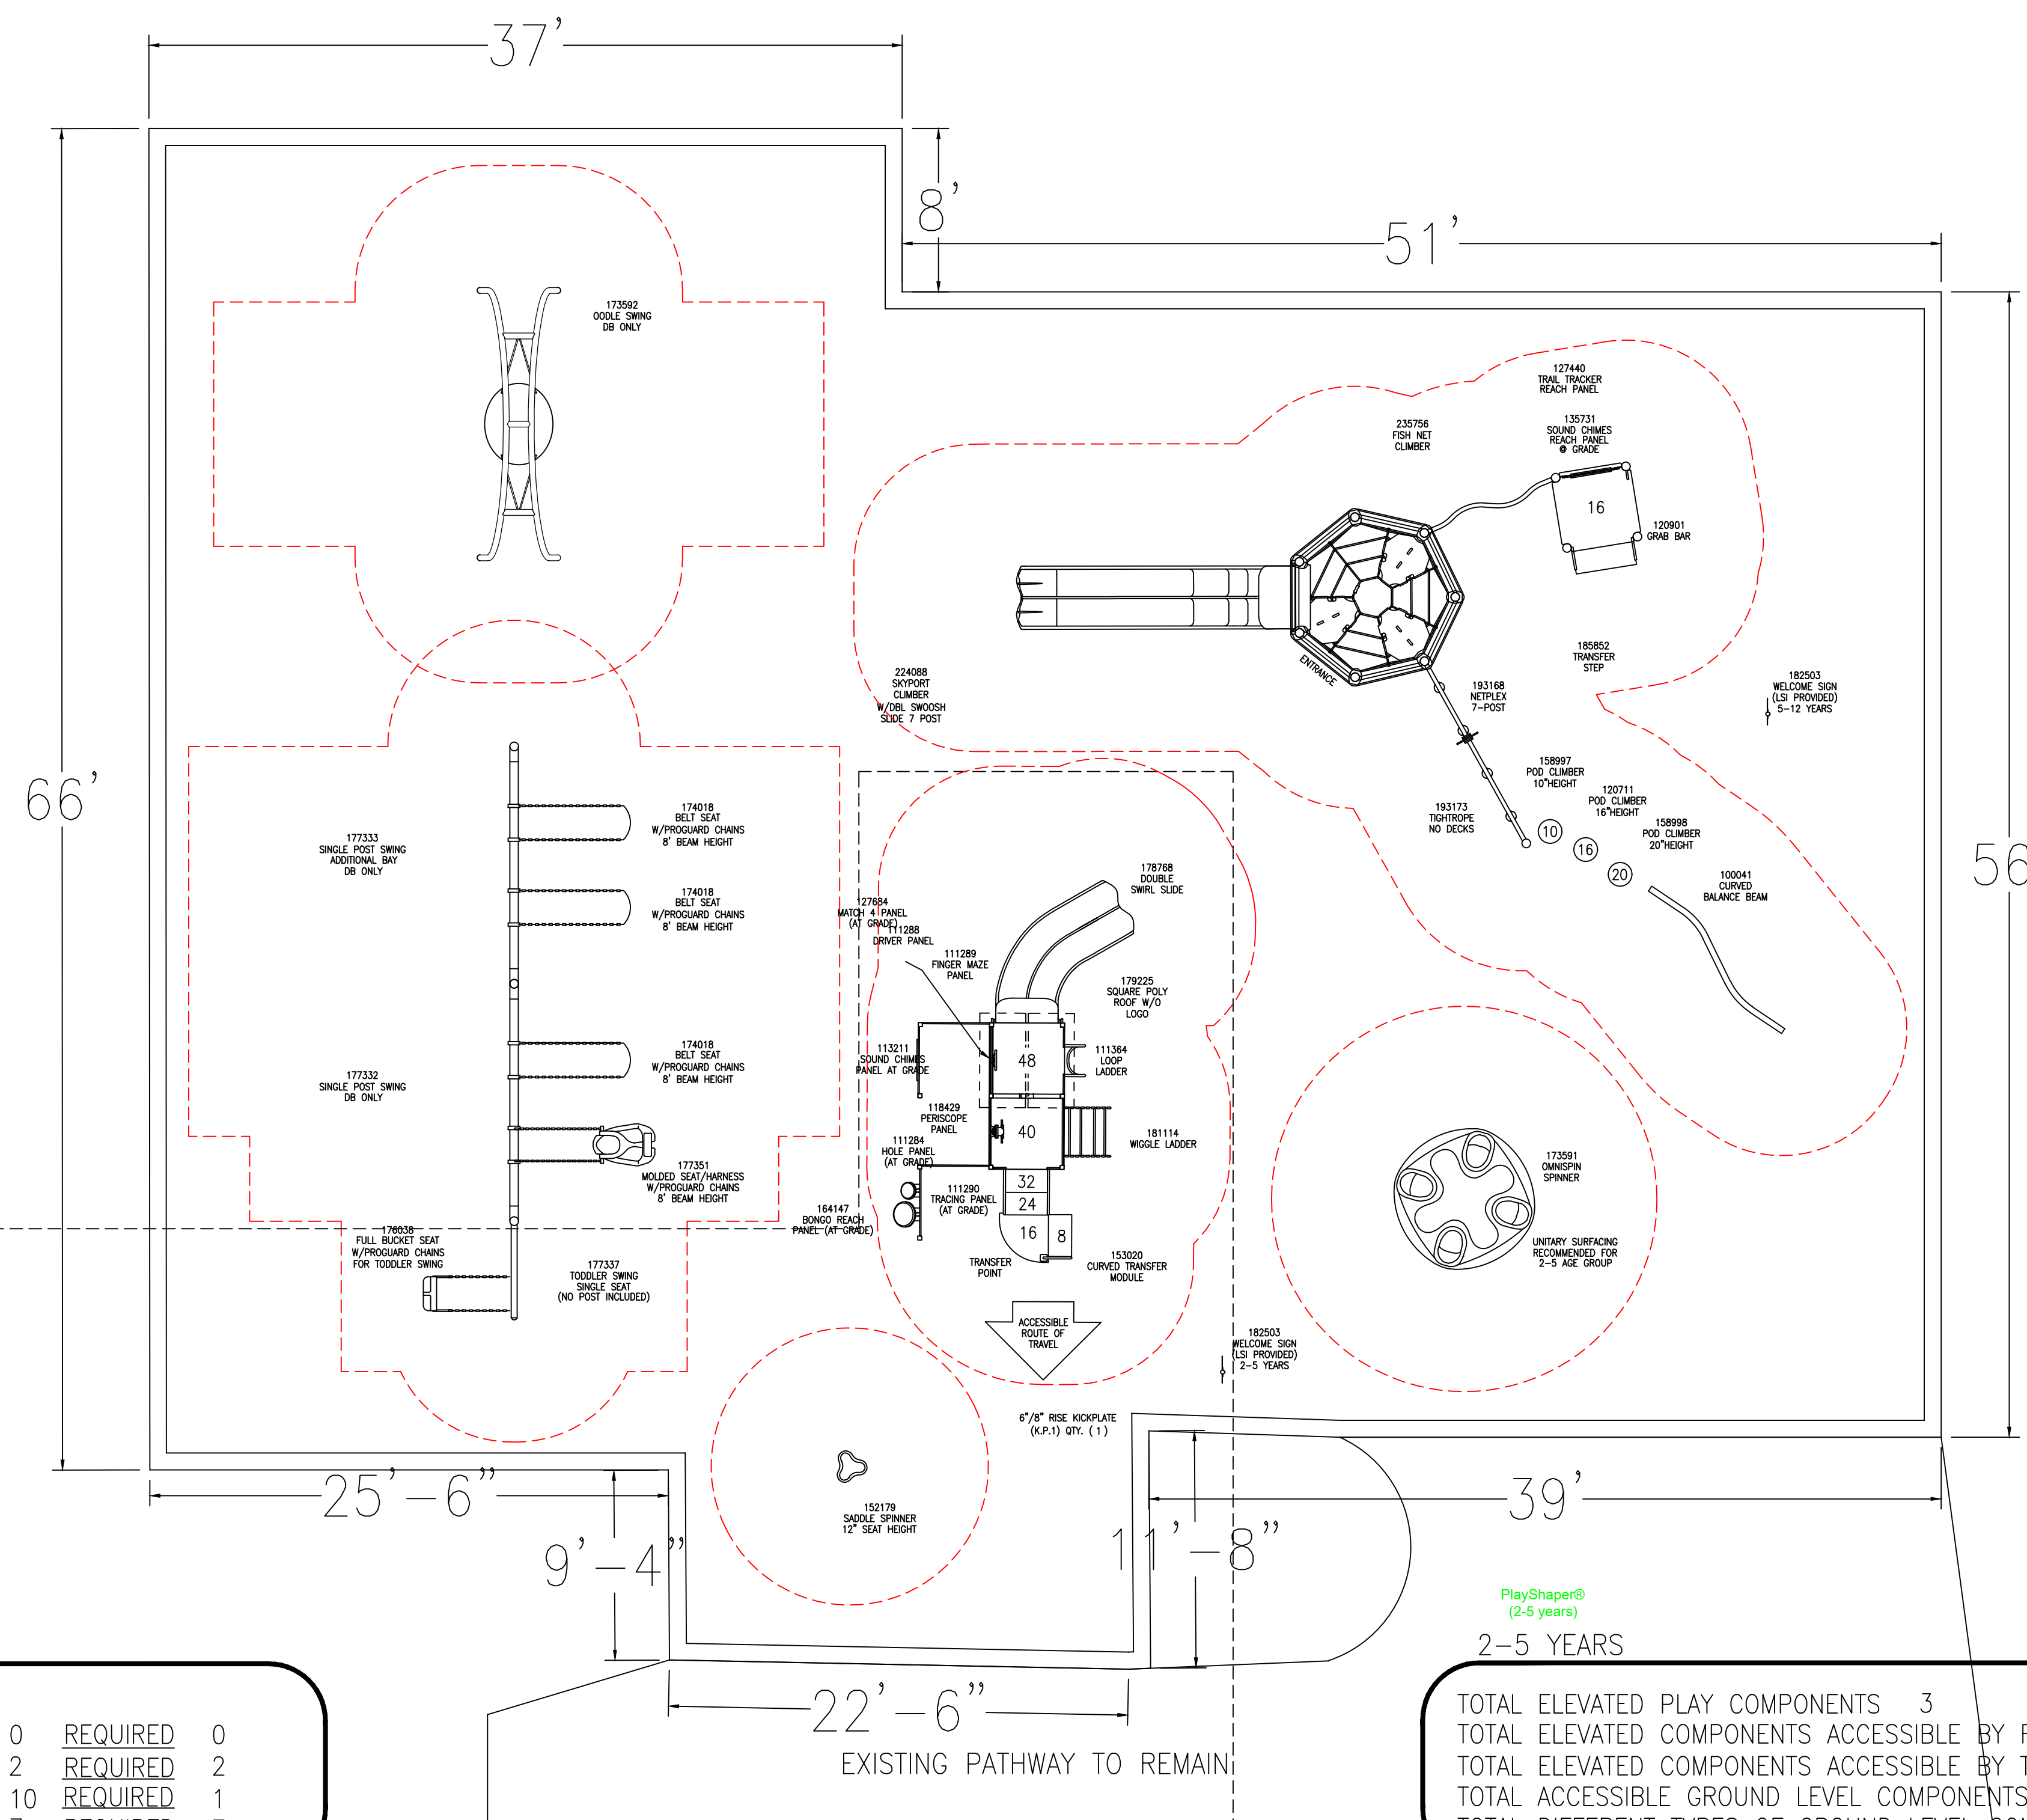 37'
8'
51'
66'
56
173592
OODLE SWING
DB ONLY
127440
TRAIL TRACKER
REACH PANEL
235756
FISH NET
CLIMBER
135731
SOUND CHIMES
REACH PANEL
@ GRADE
16
120901
GRAB BAR
ENTRANCE
185852
TRANSFER
STEP
224088
SKYPORT
CLIMBER
W/DBL SWOOSH
SLIDE 7 POST
193168
NETPLEX
7-POST
182503
WELCOME SIGN
(LSI PROVIDED)
5-12 YEARS
158997
POD CLIMBER
10"HEIGHT
120711
POD CLIMBER
16"HEIGHT
158998
POD CLIMBER
20"HEIGHT
193173
TIGHTROPE
NO DECKS
10
16
20
100041
CURVED
BALANCE BEAM
177333
SINGLE POST SWING
ADDITIONAL BAY
DB ONLY
174018
BELT SEAT
W/PROGUARD CHAINS
8' BEAM HEIGHT
174018
BELT SEAT
W/PROGUARD CHAINS
8' BEAM HEIGHT
177332
SINGLE POST SWING
DB ONLY
174018
BELT SEAT
W/PROGUARD CHAINS
8' BEAM HEIGHT
177351
MOLDED SEAT/HARNESS
W/PROGUARD CHAINS
8' BEAM HEIGHT
176038
FULL BUCKET SEAT
W/PROGUARD CHAINS
FOR TODDLER SWING
177337
TODDLER SWING
SINGLE SEAT
(NO POST INCLUDED)
178768
DOUBLE
SWIRL SLIDE
127684
MATCH 4 PANEL
(AT GRADE)
111288
DRIVER PANEL
111289
FINGER MAZE
PANEL
179225
SQUARE POLY
ROOF W/O
LOGO
113211
SOUND CHIMES
PANEL AT GRADE
48
111364
LOOP
LADDER
118429
PERISCOPE
PANEL
40
181114
WIGGLE LADDER
111284
HOLE PANEL
(AT GRADE)
111290
TRACING PANEL
(AT GRADE)
32
24
16
8
164147
BONGO REACH
PANEL (AT GRADE)
TRANSFER
POINT
153020
CURVED TRANSFER
MODULE
ACCESSIBLE
ROUTE OF
TRAVEL
173591
OMNISPIN
SPINNER
UNITARY SURFACING
RECOMMENDED FOR
2-5 AGE GROUP
182503
WELCOME SIGN
(LSI PROVIDED)
2-5 YEARS
6"/8" RISE KICKPLATE
(K.P.1) QTY. ( 1 )
152179
SADDLE SPINNER
12" SEAT HEIGHT
25'-6"
9'-4"
11'-8"
39'
22'-6"
EXISTING PATHWAY TO REMAIN
PlayShaper®
(2-5 years)
2-5 YEARS
0 REQUIRED 0
2 REQUIRED 2
10 REQUIRED 1
TOTAL ELEVATED PLAY COMPONENTS 3
TOTAL ELEVATED COMPONENTS ACCESSIBLE BY
TOTAL ELEVATED COMPONENTS ACCESSIBLE BY T
TOTAL ACCESSIBLE GROUND LEVEL COMPONENTS
TOTAL DIFFERENT TYPES OF GROUND LEVEL